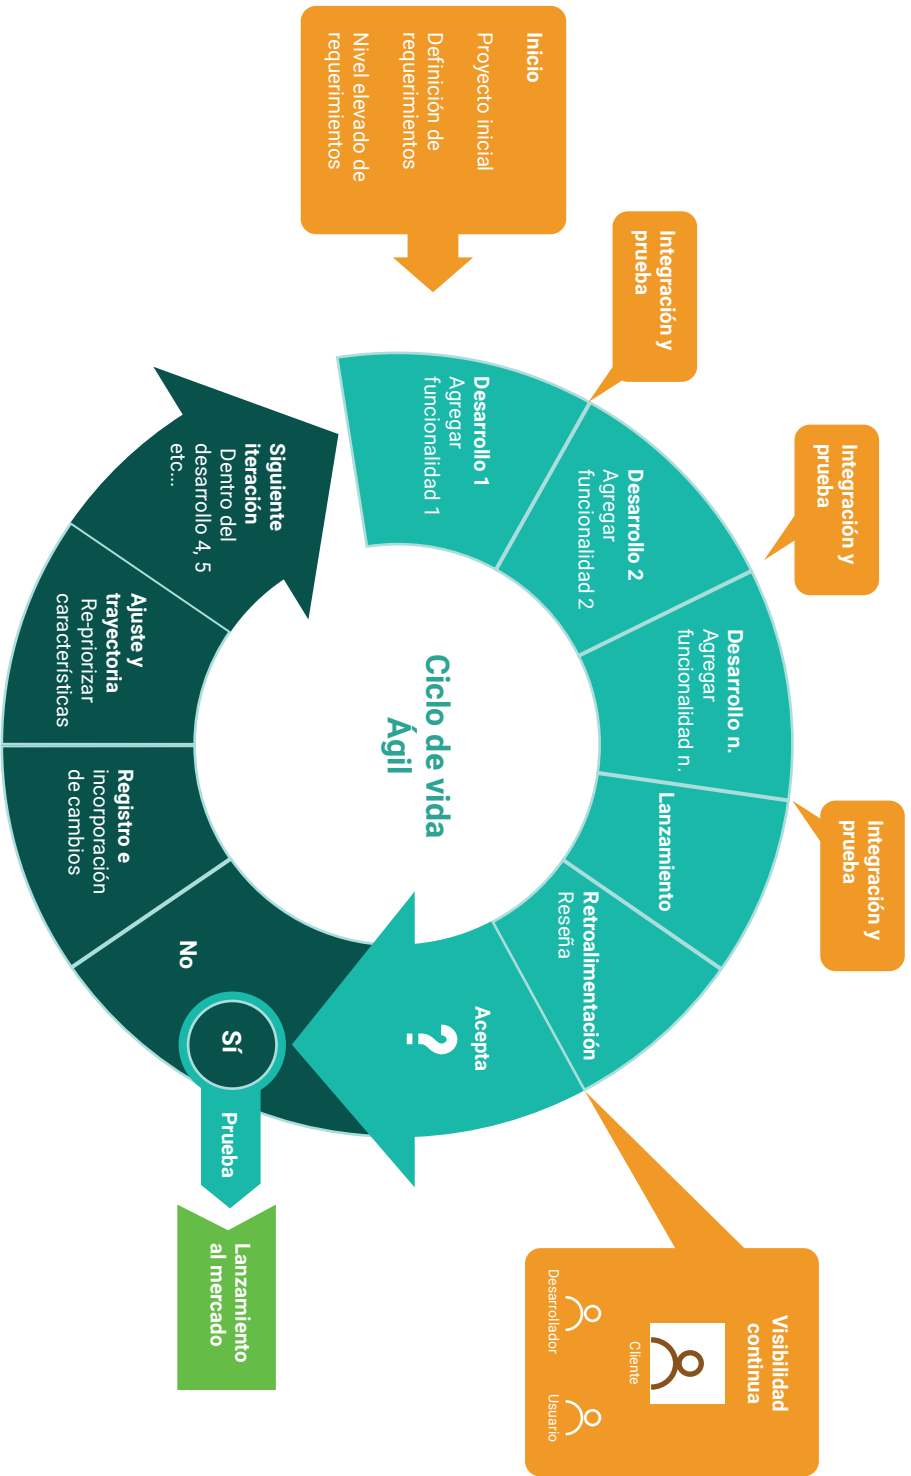 Inicio
Proyecto inicial
Definición de
requerimientos
Nivel elevado de
requerimientos
Integración y
prueba
Integración y
prueba
Integración y
prueba
Desarrollo 1
Agregar
funcionalidad 1
Desarrollo 2
Agregar
funcionalidad 2
Desarrollo n.
Agregar
funcionalidad n.
Lanzamiento
Retroalimentación
Reseña
Visibilidad
continua
Cliente
Desarrollador
Usuario
Acepta
?
Ciclo de vida
Ágil
No
Sí
Prueba
Lanzamiento
al mercado
Registro e
incorporación
de cambios
Ajuste y
trayectoria
Re-priorizar
características
Siguiente
iteración
Dentro del
desarrollo 4, 5
etc...